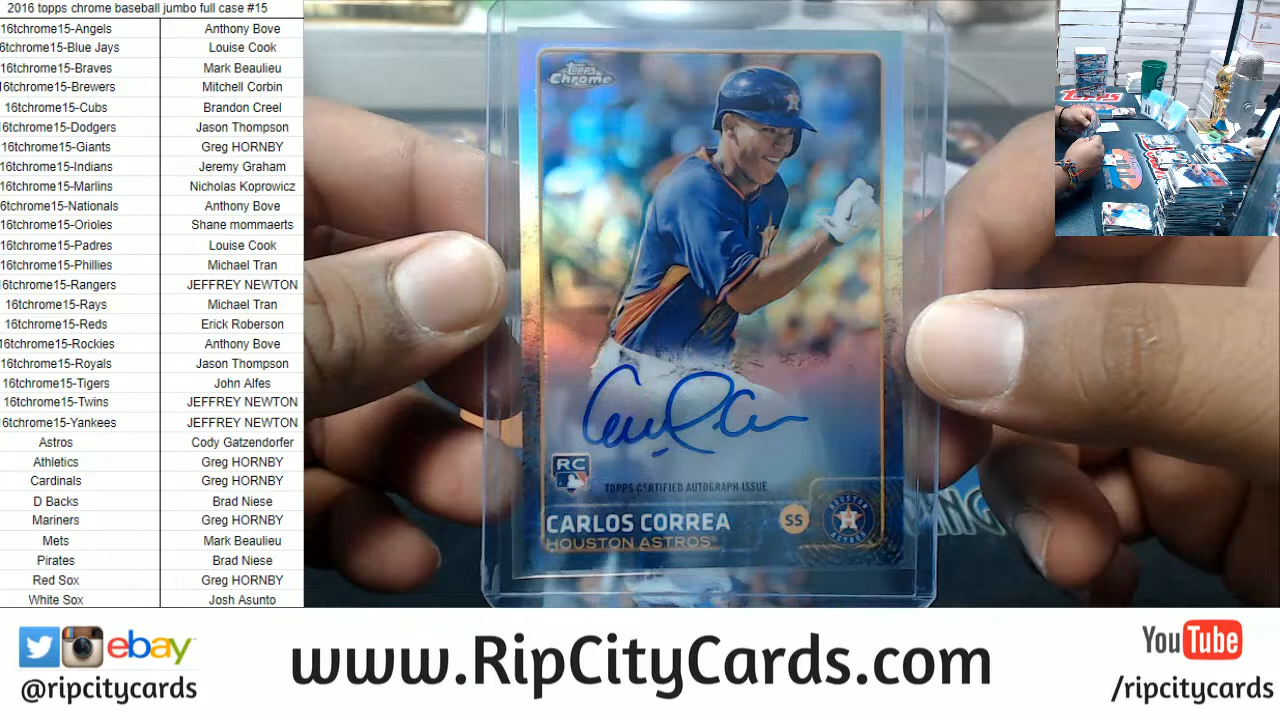 2016 topps chrome baseball jumbo full case #15
16tchrome15-Angels Anthony Bove
6tchrome15-Blue Jays Louise Cook
16tchrome15-Braves Mark Beaulieu
6tchrome15-Brewers Mitchell Corbin
16tchrome15-Cubs Brandon Creel
6tchrome15-Dodgers Jason Thompson
16tchrome15-Giants Greg HORNBY
16tchrome15-Indians Jeremy Graham
16tchrome15-Marlins Nicholas Koprowicz
6tchrome15-Nationals Anthony Bove
16tchrome15-Orioles Shane mommaerts
16tchrome15-Padres Louise Cook
16tchrome15-Phillies Michael Tran
16tchrome15-Rangers JEFFREY NEWTON
16tchrome15-Rays Michael Tran
16tchrome15-Reds Erick Roberson
16tchrome15-Rockies Anthony Bove
16tchrome15-Royals Jason Thompson
16tchrome15-Tigers John Alfes
16tchrome15-Twins JEFFREY NEWTON
16tchrome15-Yankees JEFFREY NEWTON
Astros Cody Gatzendorfer
Athletics Greg HORNBY
Cardinals Greg HORNBY
D Backs Brad Niese
Mariners Greg HORNBY
Mets Mark Beaulieu
Pirates Brad Niese
Red Sox Greg HORNBY
White Sox Josh Asunto
Topps
Chrome
RC
TOPPS CERTIFIED AUTOGRAPH ISSUE
CARLOS CORREA SS
HOUSTON ASTROS
HOUSTON
ASTROS
Topps
ebay
@ripcitycards
www.RipCityCards.com
YouTube
/ripcitycards